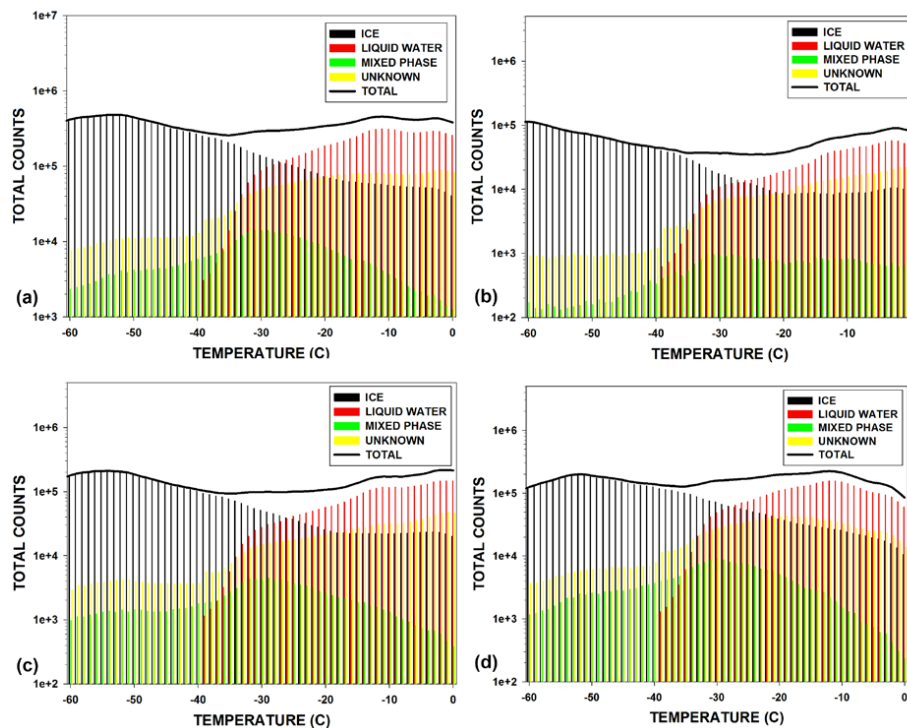 1e+7
1e+6
1e+5
1e+4
1e+3
TOTAL COUNTS
ICE
LIQUID WATER
MIXED PHASE
UNKNOWN
TOTAL
(a)
-60 -50 -40 -30 -20 -10 0
TEMPERATURE (C)
1e+6
1e+5
1e+4
1e+3
1e+2
TOTAL COUNTS
ICE
LIQUID WATER
MIXED PHASE
UNKNOWN
TOTAL
(b)
-60 -50 -40 -30 -20 -10 0
TEMPERATURE (C)
1e+6
1e+5
1e+4
1e+3
1e+2
TOTAL COUNTS
ICE
LIQUID WATER
MIXED PHASE
UNKNOWN
TOTAL
(c)
-60 -50 -40 -30 -20 -10 0
TEMPERATURE (C)
1e+6
1e+5
1e+4
1e+3
1e+2
TOTAL COUNTS
ICE
LIQUID WATER
MIXED PHASE
UNKNOWN
TOTAL
(d)
-60 -50 -40 -30 -20 -10 0
TEMPERATURE (C)